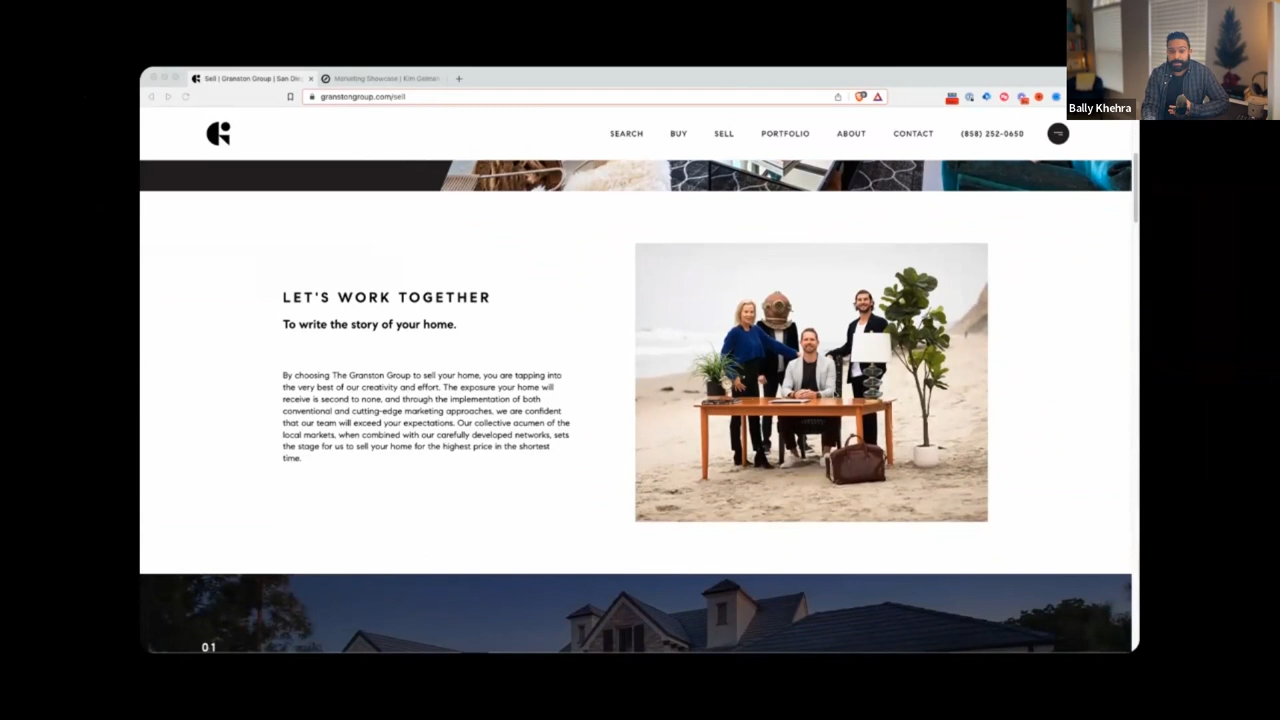 Sell | Granston Group | San Die
Marketing Showcase | Kim Geiman
granstongroup.com/sell
Bally Khehra
SEARCH BUY SELL PORTFOLIO ABOUT CONTACT (858) 252-0650
LET'S WORK TOGETHER
To write the story of your home.
By choosing The Granston Group to sell your home, you are tapping into
the very best of our creativity and effort. The exposure your home will
receive is second to none, and through the implementation of both
conventional and cutting-edge marketing approaches, we are confident
that our team will exceed your expectations. Our collective acumen of the
local markets, when combined with our carefully developed networks, sets
the stage for us to sell your home for the highest price in the shortest
time.
01